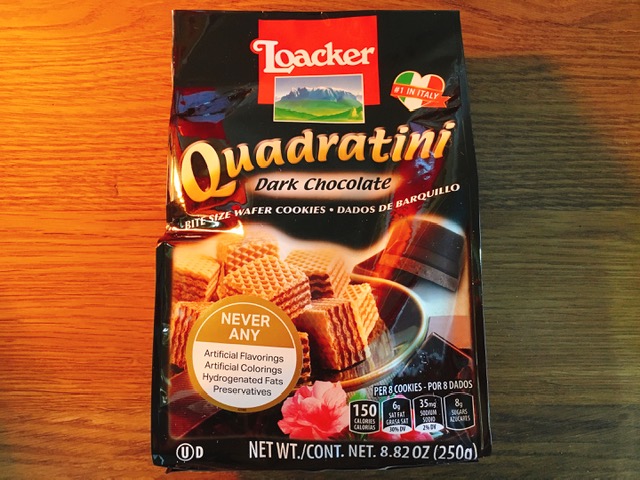 Loacker
#1 IN ITALY
Quadratini
Dark Chocolate
BITE SIZE WAFER COOKIES • DADOS DE BARQUILLO
NEVER
ANY
Artificial Flavorings
Artificial Colorings
Hydrogenated Fats
Preservatives
PER 8 COOKIES - POR 8 DADOS
150
CALORIES
CALORÍAS
6g
SAT FAT
GRASA SAT
30% DV
35mg
SODIUM
SODIO
2% DV
8g
SUGARS
AZÚCARES
U D
NET WT./CONT. NET. 8.82 OZ (250g)